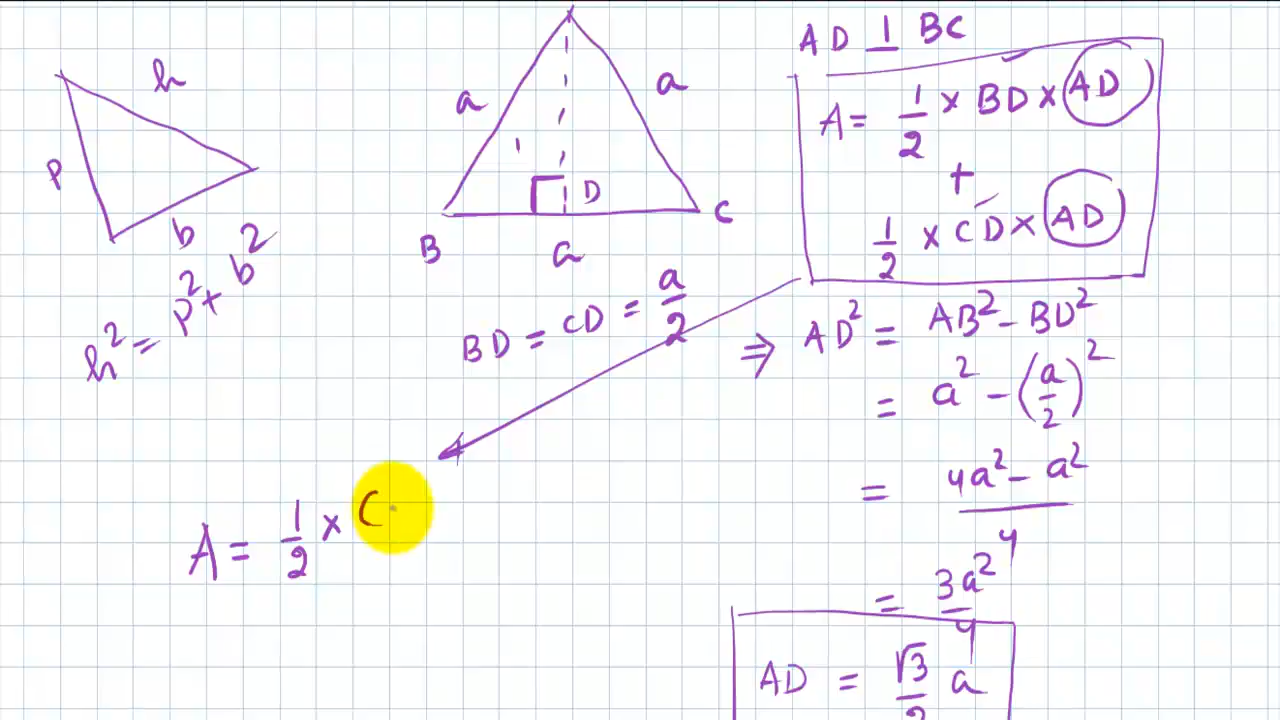 h
P
b
h² = P² + b²
a
a
D
B
C
a
BD = CD = a/2
AD ⊥ BC
A = 1/2 × BD × AD
+
1/2 × CD × AD
⇒ AD² = AB² - BD²
= a² - (a/2)²
= 4a² - a² / 4
= 3a² / 4
AD = √3/2 a
A = 1/2 × (